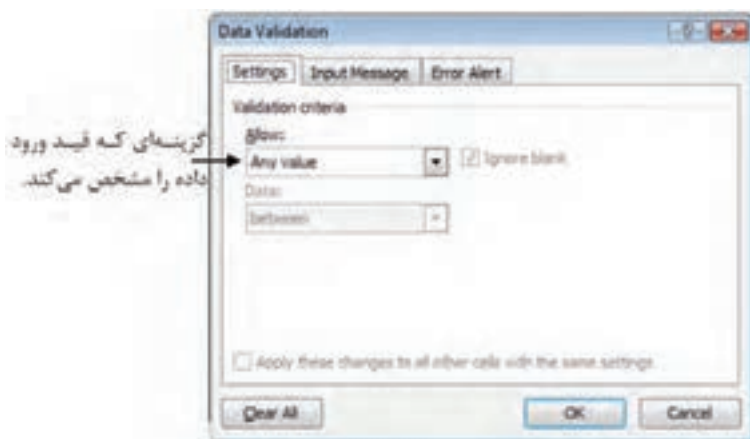 Data Validation
Settings Input Message Error Alert
Validation criteria
Allow:
Any value
Ignore blank
Data:
between
Apply these changes to all other cells with the same settings
Clear All OK Cancel
گزینه‌ای که قید ورود
داده را مشخص می‌کند.